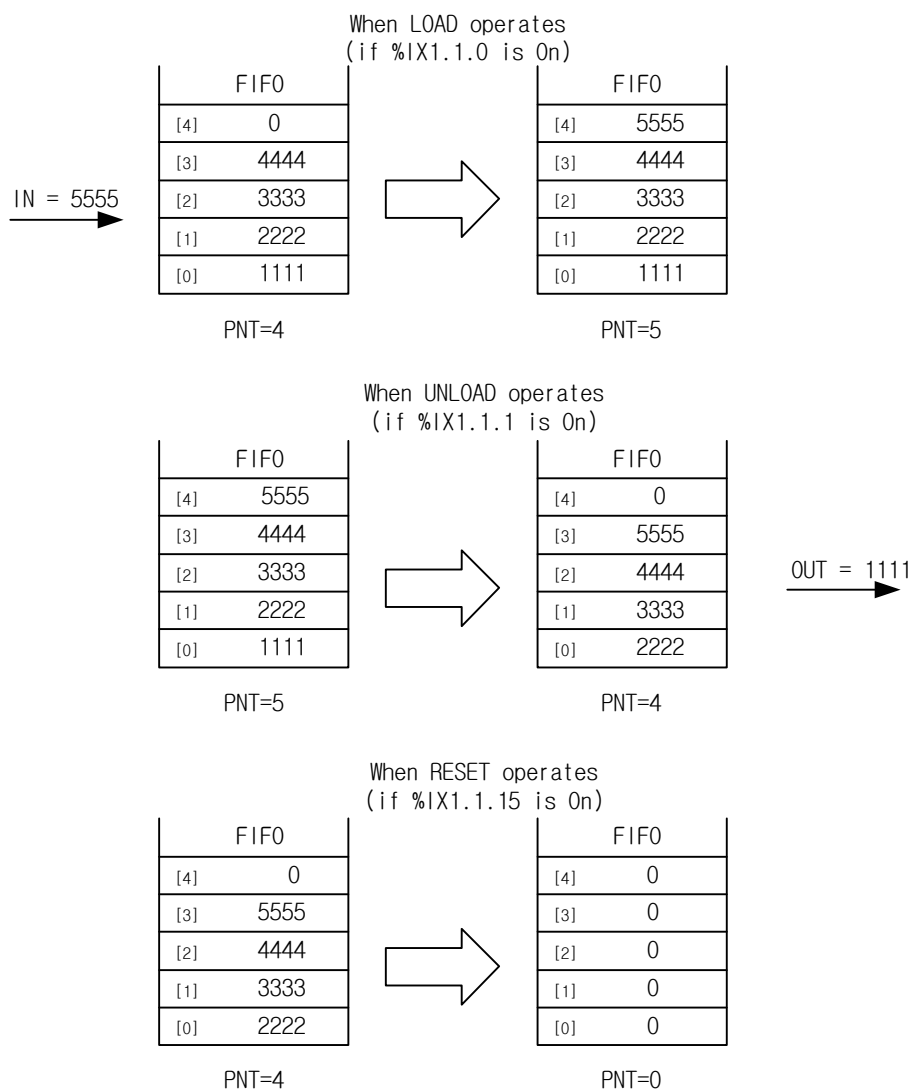 When LOAD operates
(if %IX1.1.0 is On)
FIFO FIFO
[4] 0 [4] 5555
[3] 4444 [3] 4444
IN = 5555 [2] 3333 [2] 3333
[1] 2222 [1] 2222
[0] 1111 [0] 1111
PNT=4 PNT=5
When UNLOAD operates
(if %IX1.1.1 is On)
FIFO FIFO
[4] 5555 [4] 0
[3] 4444 [3] 5555
[2] 3333 [2] 4444 OUT = 1111
[1] 2222 [1] 3333
[0] 1111 [0] 2222
PNT=5 PNT=4
When RESET operates
(if %IX1.1.15 is On)
FIFO FIFO
[4] 0 [4] 0
[3] 5555 [3] 0
[2] 4444 [2] 0
[1] 3333 [1] 0
[0] 2222 [0] 0
PNT=4 PNT=0